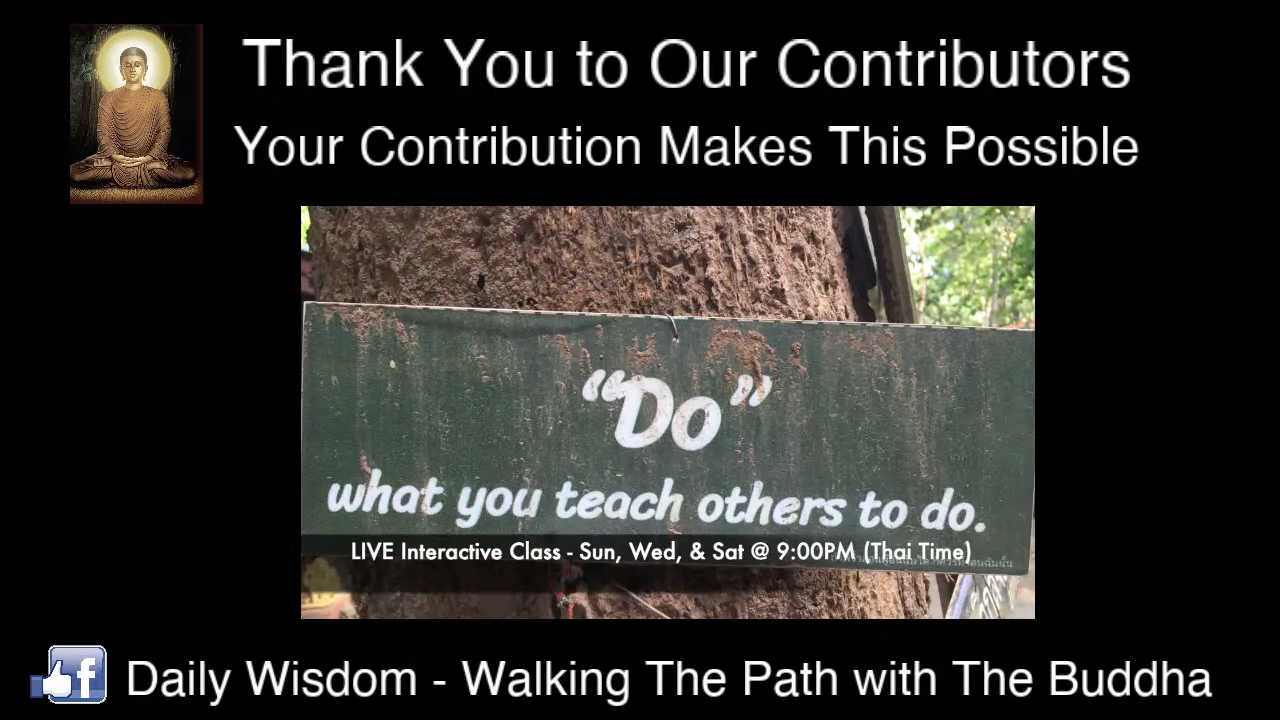 Thank You to Our Contributors
Your Contribution Makes This Possible
“Do”
what you teach others to do.
LIVE Interactive Class - Sun, Wed, & Sat @ 9:00PM (Thai Time)
f Daily Wisdom - Walking The Path with The Buddha